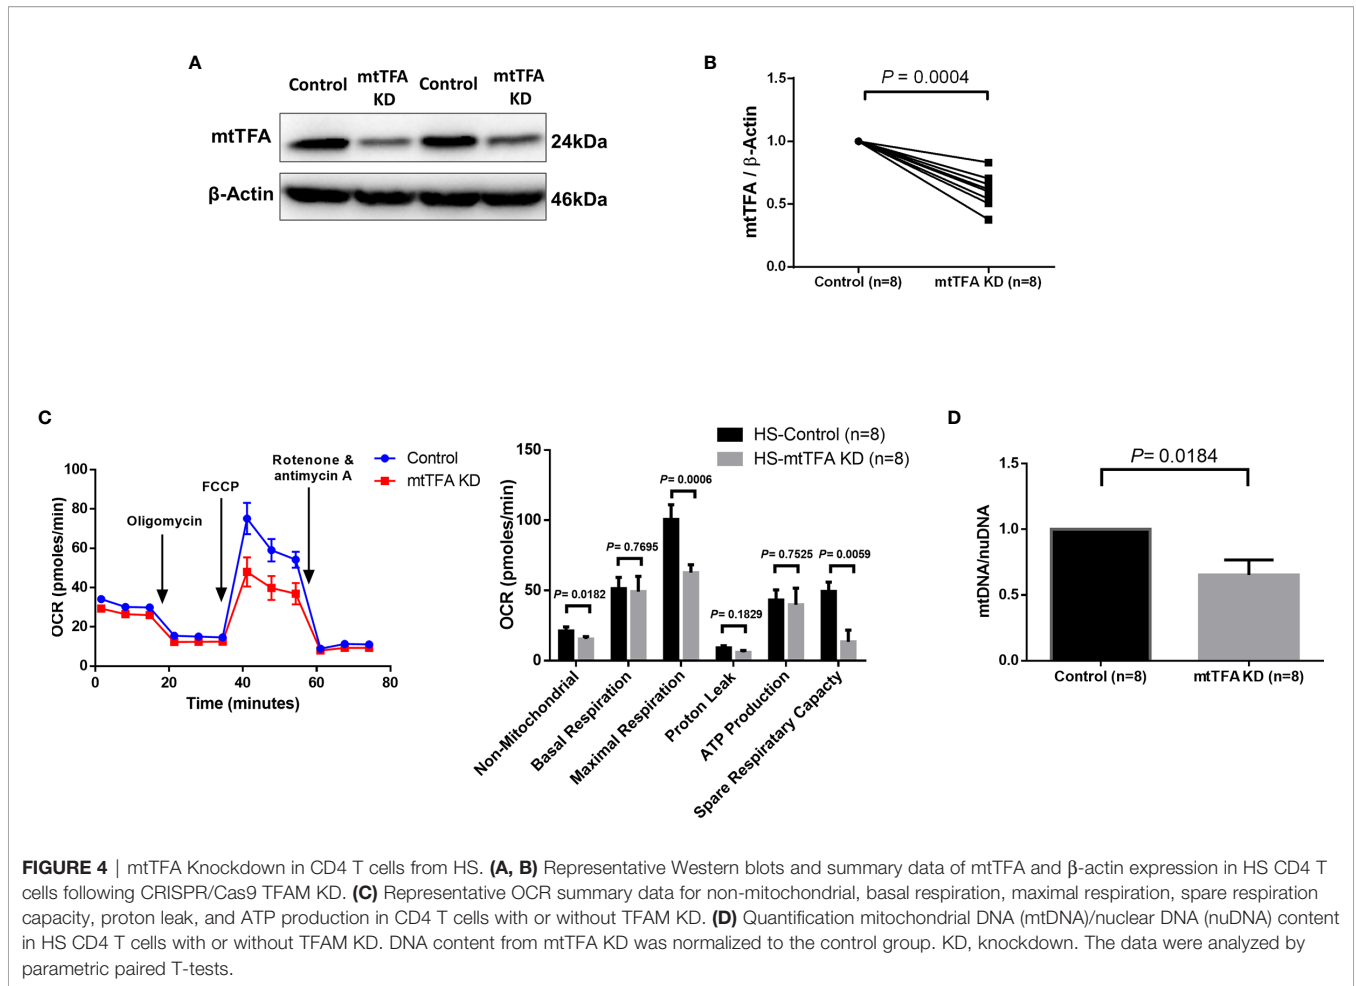 A
Control
mtTFA
KD
Control
mtTFA
KD
mtTFA
24kDa
β-Actin
46kDa
B
P = 0.0004
1.5
1.0
0.5
0.0
mtTFA / β-Actin
Control (n=8)
mtTFA KD (n=8)
C
Control
mtTFA KD
Rotenone &
antimycin A
FCCP
Oligomycin
100
80
60
40
20
0
OCR (pmoles/min)
0
20
40
60
80
Time (minutes)
HS-Control (n=8)
HS-mtTFA KD (n=8)
150
100
50
0
OCR (pmoles/min)
P= 0.0182
P= 0.7695
P= 0.0006
P= 0.1829
P= 0.7525
P= 0.0059
Non-Mitochondrial
Basal Respiration
Maximal Respiration
Proton Leak
ATP Production
Spare Respiratary Capacty
D
P= 0.0184
1.5
1.0
0.5
0.0
mtDNA/nuDNA
Control (n=8)
mtTFA KD (n=8)
FIGURE 4 | mtTFA Knockdown in CD4 T cells from HS. (A, B) Representative Western blots and summary data of mtTFA and β-actin expression in HS CD4 T
cells following CRISPR/Cas9 TFAM KD. (C) Representative OCR summary data for non-mitochondrial, basal respiration, maximal respiration, spare respiration
capacity, proton leak, and ATP production in CD4 T cells with or without TFAM KD. (D) Quantification mitochondrial DNA (mtDNA)/nuclear DNA (nuDNA) content
in HS CD4 T cells with or without TFAM KD. DNA content from mtTFA KD was normalized to the control group. KD, knockdown. The data were analyzed by
parametric paired T-tests.